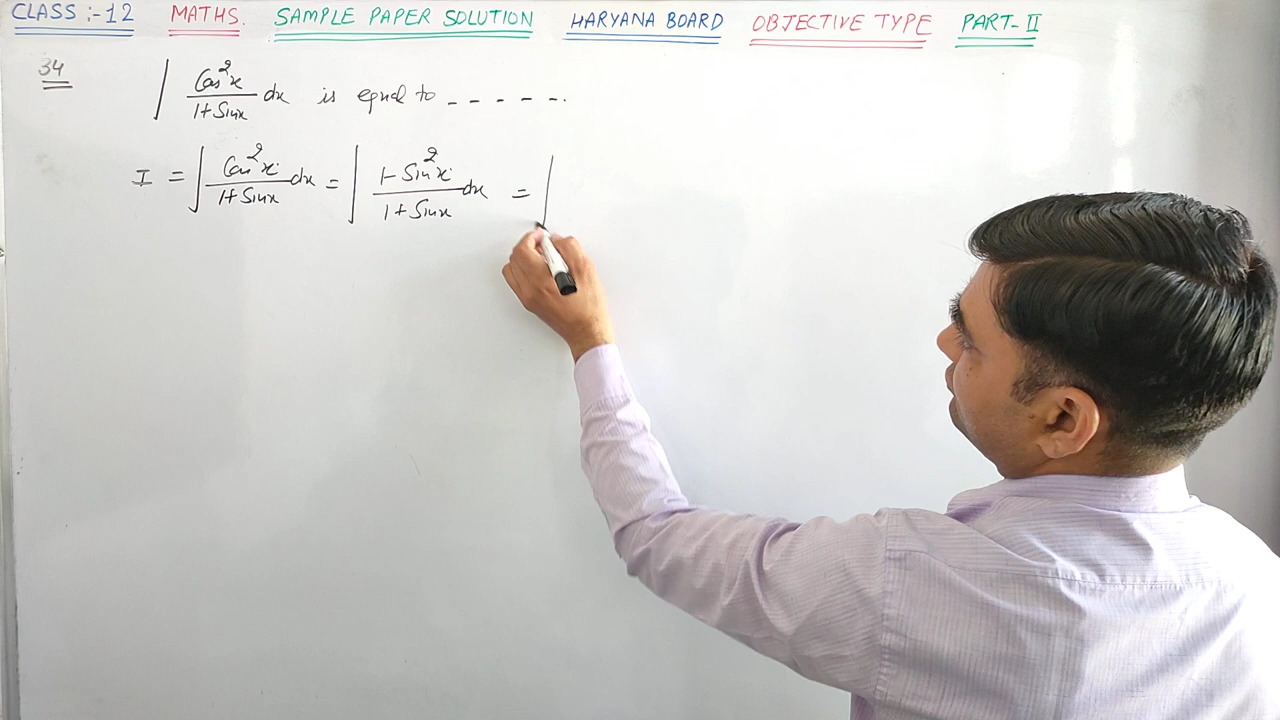 CLASS :- 12 MATHS. SAMPLE PAPER SOLUTION HARYANA BOARD OBJECTIVE TYPE PART- II
34 ∫ Cos²x / 1+Sinx dx is equal to - - - - -.
I = ∫ Cos²x / 1+Sinx dx = ∫ 1-Sin²x / 1+Sinx dx = ∫